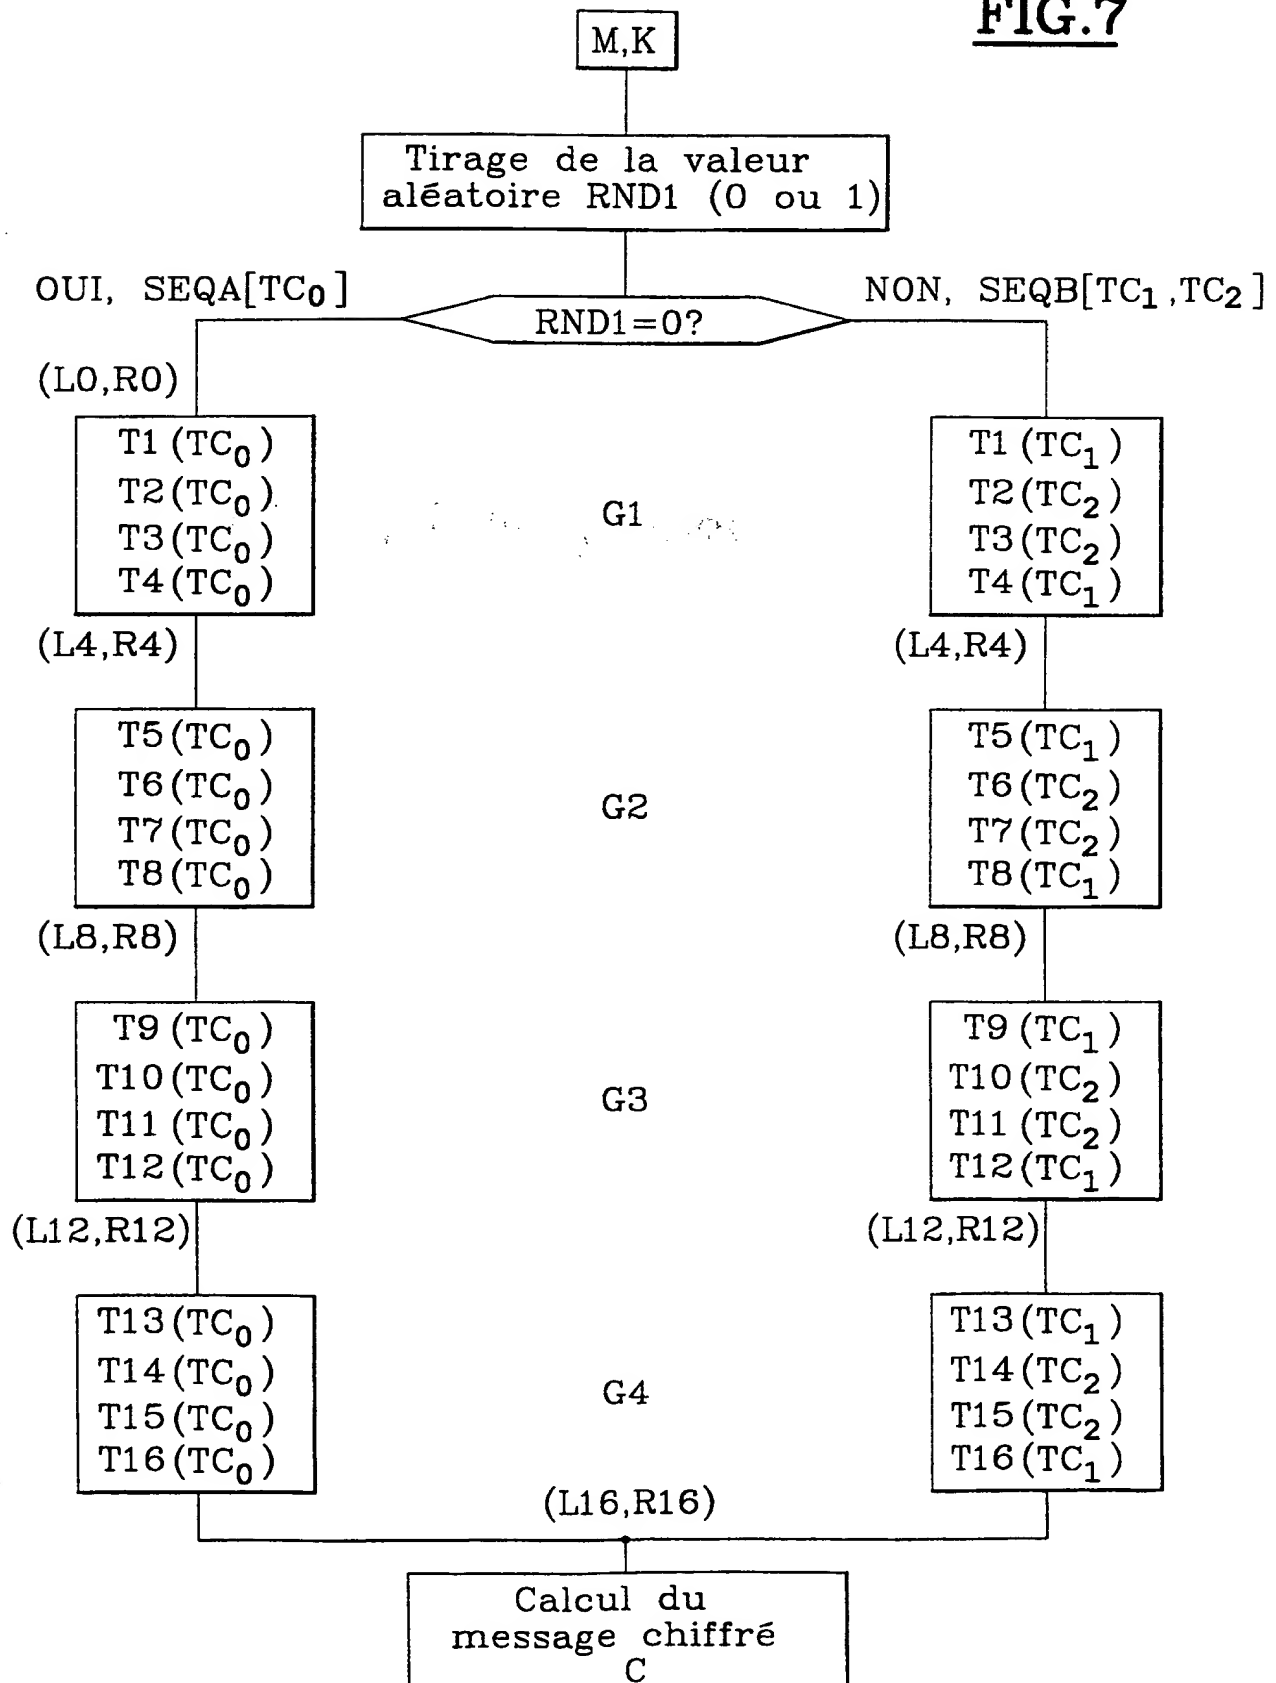 FIG.7
M,K
Tirage de la valeur
aléatoire RND1 (0 ou 1)
OUI, SEQA[TC₀]
NON, SEQB[TC₁,TC₂]
RND1=0?
(L0,R0)
T1(TC₀)
T2(TC₀)
T3(TC₀)
T4(TC₀)
G1
T1(TC₁)
T2(TC₂)
T3(TC₂)
T4(TC₁)
(L4,R4)
(L4,R4)
T5(TC₀)
T6(TC₀)
T7(TC₀)
T8(TC₀)
G2
T5(TC₁)
T6(TC₂)
T7(TC₂)
T8(TC₁)
(L8,R8)
(L8,R8)
T9(TC₀)
T10(TC₀)
T11(TC₀)
T12(TC₀)
G3
T9(TC₁)
T10(TC₂)
T11(TC₂)
T12(TC₁)
(L12,R12)
(L12,R12)
T13(TC₀)
T14(TC₀)
T15(TC₀)
T16(TC₀)
G4
T13(TC₁)
T14(TC₂)
T15(TC₂)
T16(TC₁)
(L16,R16)
Calcul du
message chiffré
C